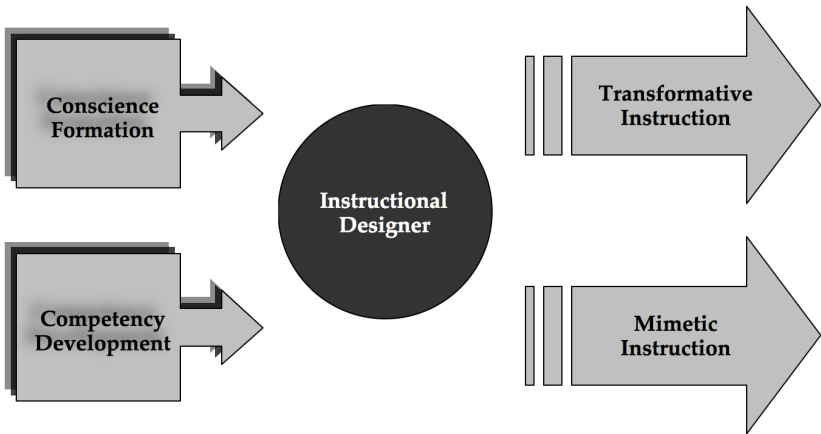 Conscience
Formation
Instructional
Designer
Transformative
Instruction
Competency
Development
Mimetic
Instruction